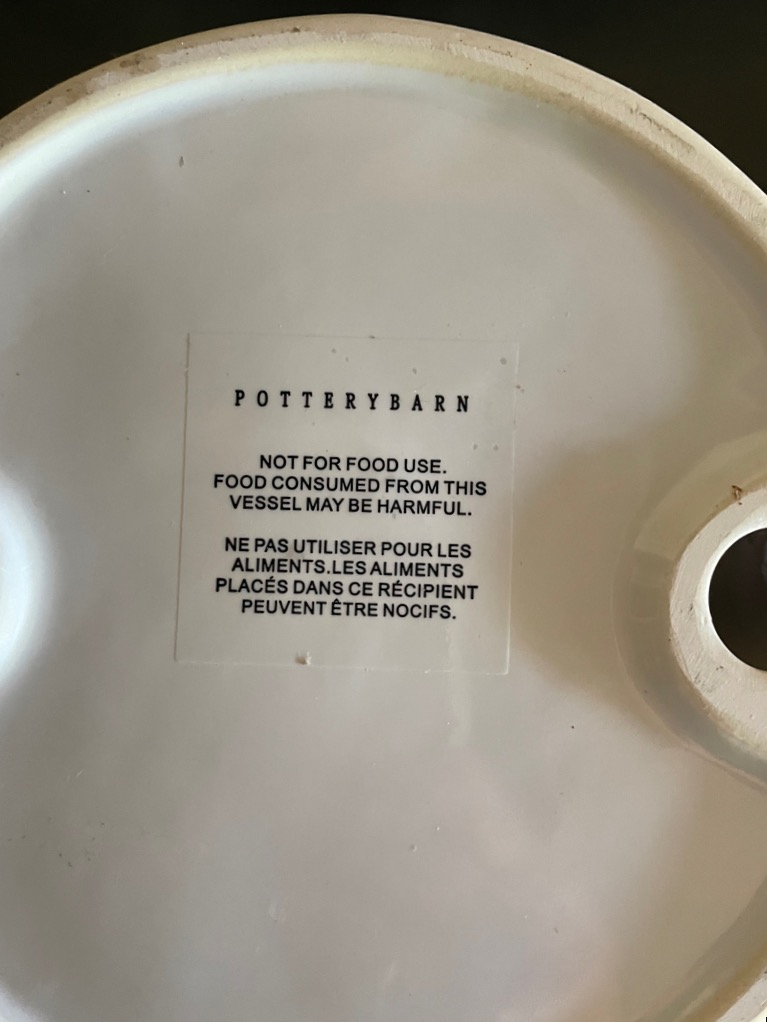 POTTERYBARN
NOT FOR FOOD USE.
FOOD CONSUMED FROM THIS
VESSEL MAY BE HARMFUL.
NE PAS UTILISER POUR LES
ALIMENTS.LES ALIMENTS
PLACÉS DANS CE RÉCIPIENT
PEUVENT ÊTRE NOCIFS.